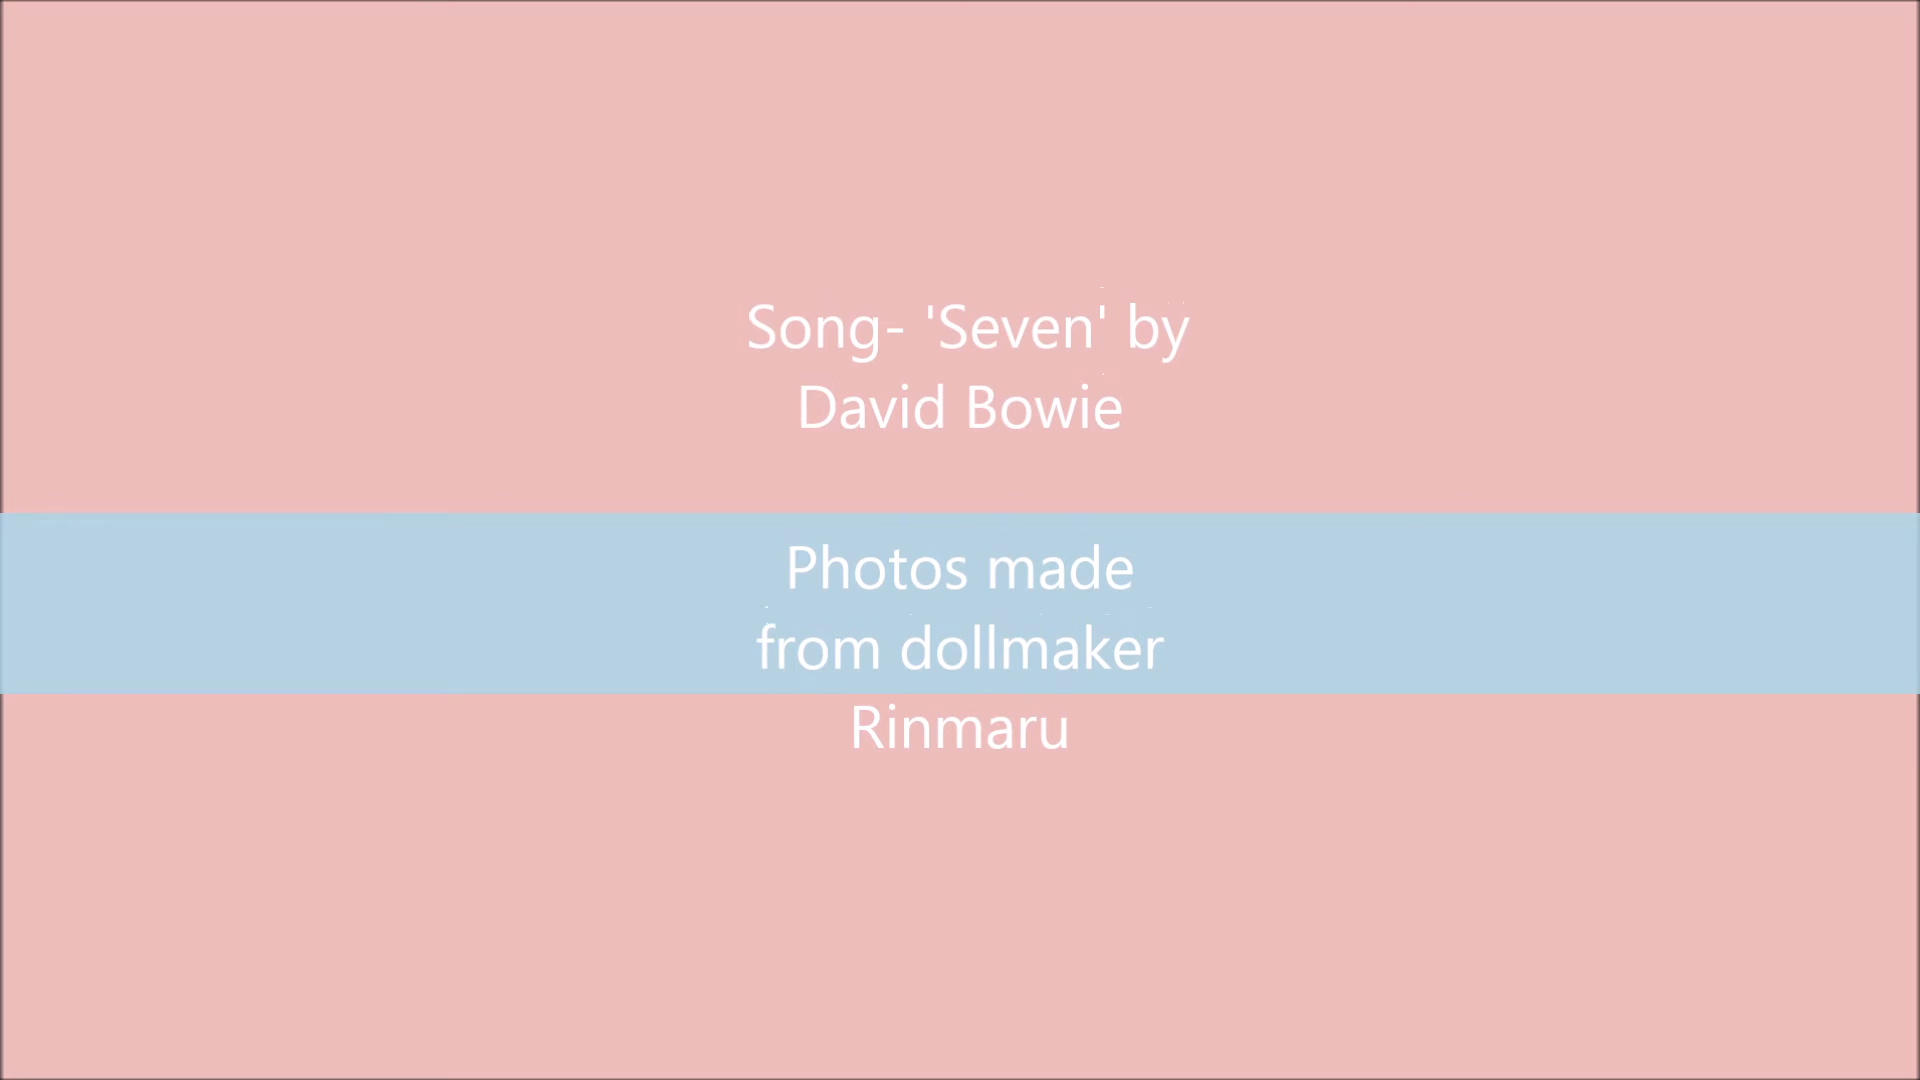 Song- 'Seven' by
David Bowie
Photos made
from dollmaker
Rinmaru